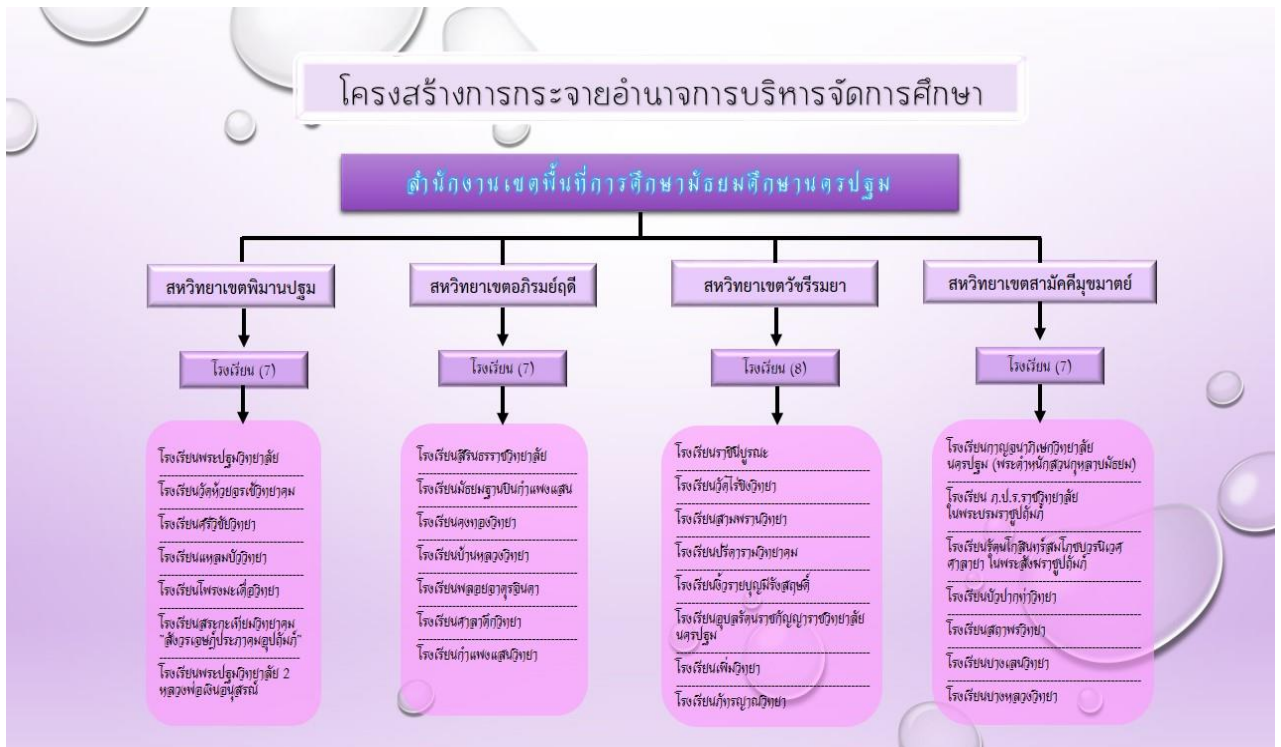 โครงสร้างการกระจายอำนาจการบริหารจัดการศึกษา
สำนักงานเขตพื้นที่การศึกษามัธยมศึกษานครปฐม
สหวิทยาเขตพิมานปฐม
สหวิทยาเขตอภิรมย์ฤดี
สหวิทยาเขตวัชรีรมยา
สหวิทยาเขตสามัคคีมุขมาตย์
โรงเรียน (7)
โรงเรียน (7)
โรงเรียน (8)
โรงเรียน (7)
โรงเรียนพระปฐมวิทยาลัย
โรงเรียนวัดห้วยจรเข้วิทยาคม
โรงเรียนศรีวิชัยวิทยา
โรงเรียนแหลมบัววิทยา
โรงเรียนโพรงมะเดื่อวิทยา
โรงเรียนสระกะเทียมวิทยาคม
"สังวรเจษฎ์ประภาคมอุปถัมภ์"
โรงเรียนพระปฐมวิทยาลัย 2
หลวงพ่อเงินอนุสรณ์
โรงเรียนสิรินธรราชวิทยาลัย
โรงเรียนมัธยมฐานบินกำแพงแสน
โรงเรียนคงทองวิทยา
โรงเรียนบ้านหลวงวิทยา
โรงเรียนพลอยจาตุรจินดา
โรงเรียนศาลาตึกวิทยา
โรงเรียนกำแพงแสนวิทยา
โรงเรียนราชินีบูรณะ
โรงเรียนวัดไร่ขิงวิทยา
โรงเรียนสามพรานวิทยา
โรงเรียนปรีดารามวิทยาคม
โรงเรียนงิ้วรายบุญมีรังสฤษดิ์
โรงเรียนอุบลรัตนราชกัญญาราชวิทยาลัย
นครปฐม
โรงเรียนเพิ่มวิทยา
โรงเรียนภัทรญาณวิทยา
โรงเรียนกาญจนาภิเษกวิทยาลัย
นครปฐม (พระตำหนักสวนกุหลาบมัธยม)
โรงเรียน ภ.ป.ร.ราชวิทยาลัย
ในพระบรมราชูปถัมภ์
โรงเรียนรัตนโกสินทร์สมโภชบวรนิเวศ
ศาลายา ในพระสังฆราชูปถัมภ์
โรงเรียนบัวปากท่าวิทยา
โรงเรียนสถาพรวิทยา
โรงเรียนบางเลนวิทยา
โรงเรียนบางหลวงวิทยา